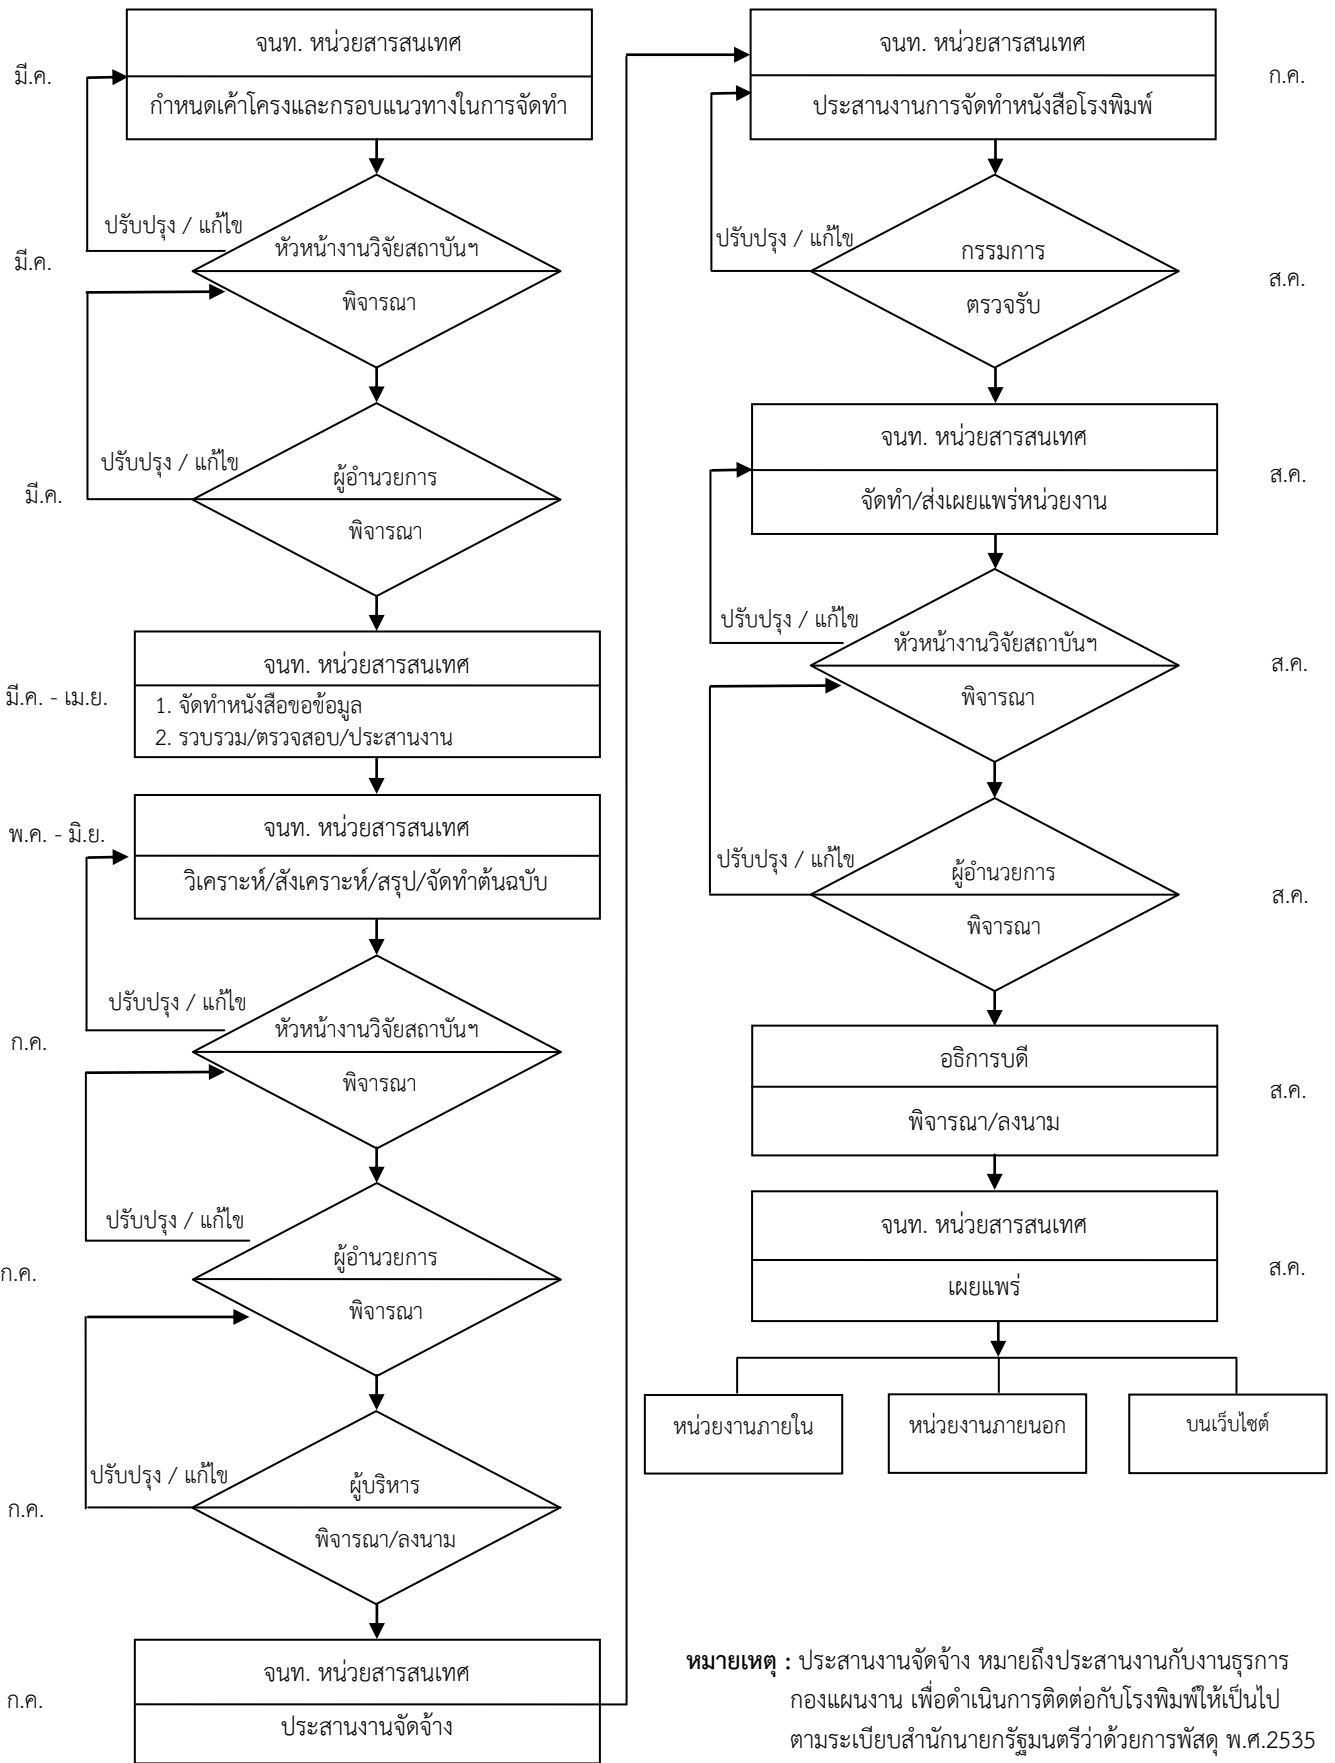 จนท. หน่วยสารสนเทศ
มี.ค.
กำหนดเค้าโครงและกรอบแนวทางในการจัดทำ
ปรับปรุง / แก้ไข
หัวหน้างานวิจัยสถาบันฯ
มี.ค.
พิจารณา
ปรับปรุง / แก้ไข
ผู้อำนวยการ
มี.ค.
พิจารณา
จนท. หน่วยสารสนเทศ
มี.ค. - เม.ย.
1. จัดทำหนังสือขอข้อมูล
2. รวบรวม/ตรวจสอบ/ประสานงาน
จนท. หน่วยสารสนเทศ
พ.ค. - มิ.ย.
วิเคราะห์/สังเคราะห์/สรุป/จัดทำต้นฉบับ
ปรับปรุง / แก้ไข
หัวหน้างานวิจัยสถาบันฯ
ก.ค.
พิจารณา
ปรับปรุง / แก้ไข
ผู้อำนวยการ
ก.ค.
พิจารณา
ปรับปรุง / แก้ไข
ผู้บริหาร
ก.ค.
พิจารณา/ลงนาม
จนท. หน่วยสารสนเทศ
ก.ค.
ประสานงานจัดจ้าง
จนท. หน่วยสารสนเทศ
ก.ค.
ประสานงานการจัดทำหนังสือโรงพิมพ์
ปรับปรุง / แก้ไข
กรรมการ
ส.ค.
ตรวจรับ
จนท. หน่วยสารสนเทศ
ส.ค.
จัดทำ/ส่งเผยแพร่หน่วยงาน
ปรับปรุง / แก้ไข
หัวหน้างานวิจัยสถาบันฯ
ส.ค.
พิจารณา
ปรับปรุง / แก้ไข
ผู้อำนวยการ
ส.ค.
พิจารณา
อธิการบดี
ส.ค.
พิจารณา/ลงนาม
จนท. หน่วยสารสนเทศ
ส.ค.
เผยแพร่
หน่วยงานภายใน
หน่วยงานภายนอก
บนเว็บไซต์
หมายเหตุ : ประสานงานจัดจ้าง หมายถึงประสานงานกับงานธุรการ
กองแผนงาน เพื่อดำเนินการติดต่อกับโรงพิมพ์ให้เป็นไป
ตามระเบียบสำนักนายกรัฐมนตรีว่าด้วยการพัสดุ พ.ศ.2535